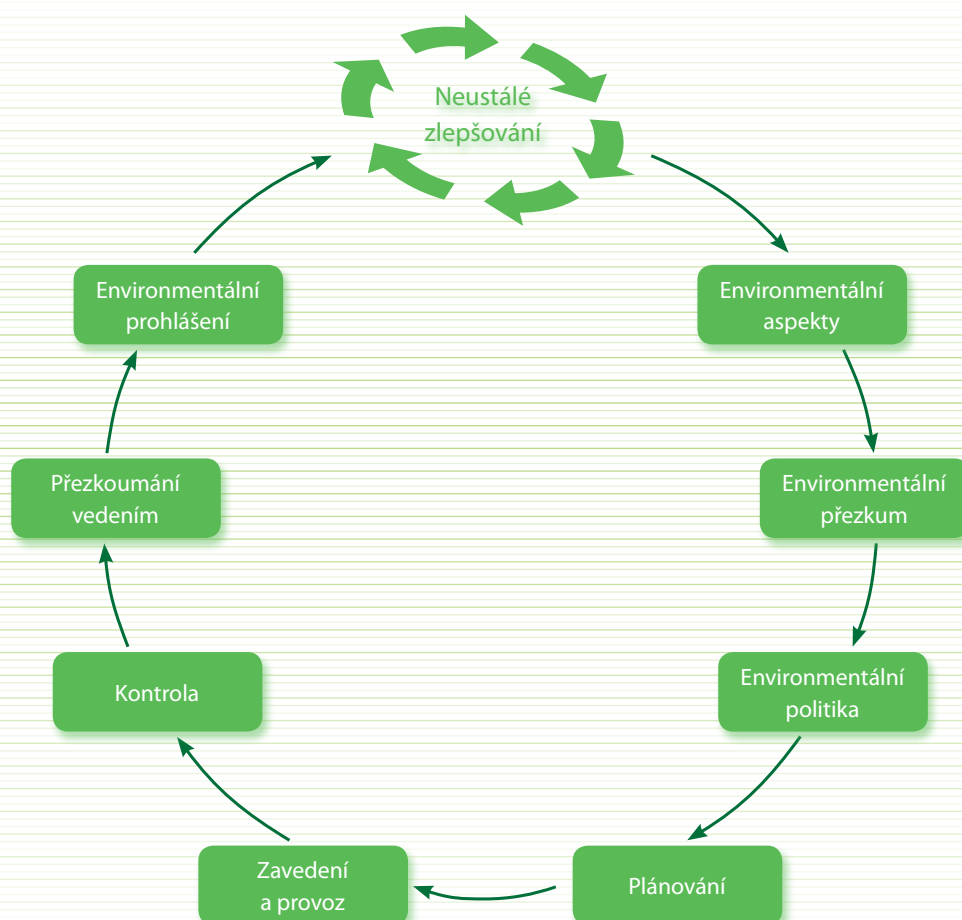 Neustálé
zlepšování
Environmentální
aspekty
Environmentální
přezkum
Environmentální
politika
Plánování
Zavedení
a provoz
Kontrola
Přezkoumání
vedením
Environmentální
prohlášení